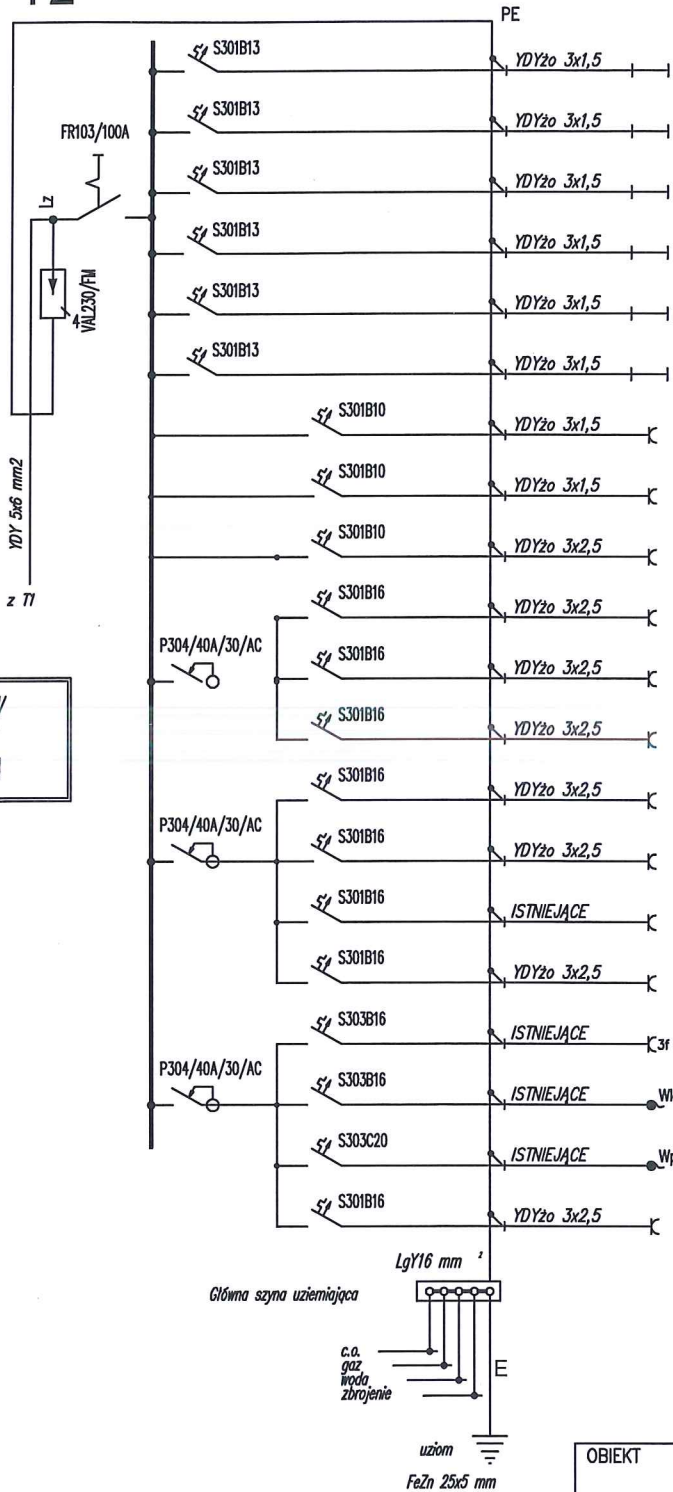 PE
S301B13 YDYżo 3x1,5
S301B13 YDYżo 3x1,5
FR103/100A
S301B13 YDYżo 3x1,5
Lz
S301B13 YDYżo 3x1,5
4
VAL230/FM
S301B13 YDYżo 3x1,5
S301B13 YDYżo 3x1,5
S301B10 YDYżo 3x1,5
YDY 5x6 mm2
S301B10 YDYżo 3x1,5
S301B10 YDYżo 3x2,5
z T1
S301B16 YDYżo 3x2,5
P304/40A/30/AC
S301B16 YDYżo 3x2,5
S301B16 YDYżo 3x2,5
S301B16 YDYżo 3x2,5
P304/40A/30/AC
S301B16 YDYżo 3x2,5
S301B16 ISTNIEJĄCE
S301B16 YDYżo 3x2,5
S303B16 ISTNIEJĄCE 3f
P304/40A/30/AC
S303B16 ISTNIEJĄCE
S303C20 ISTNIEJĄCE Wp
S301B16 YDYżo 3x2,5
LgY16 mm ²
Główna szyna uziemiająca
c.o.
gaz
woda
zbrojenie
E
uziom
FeZn 25x5 mm
OBIEKT